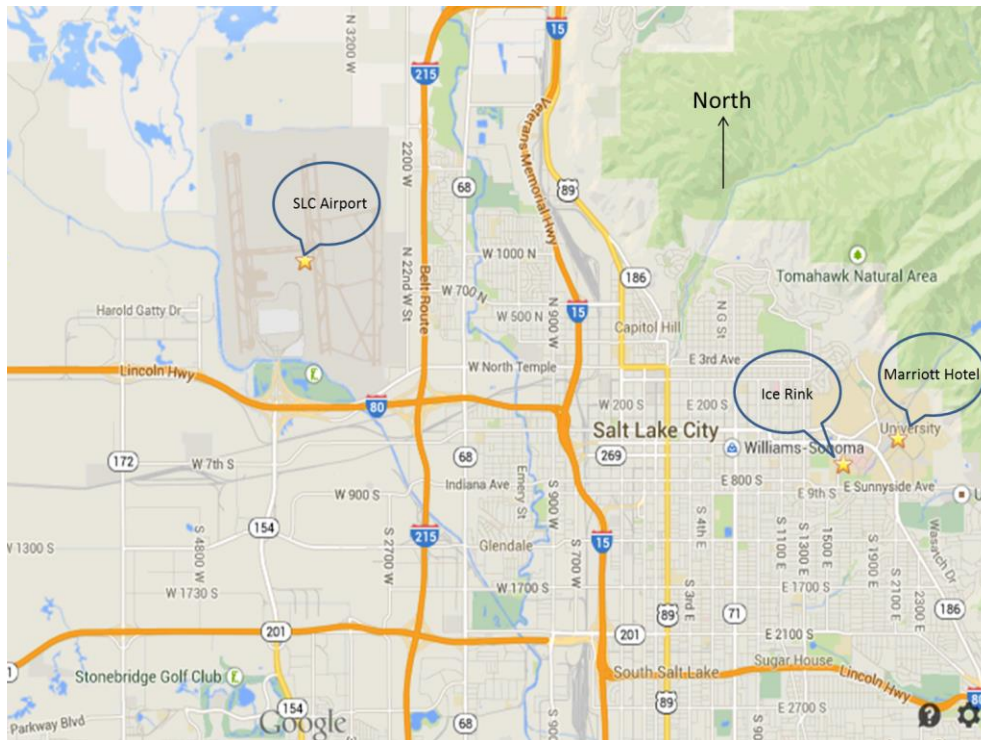 N 3200 W
215
15
North
2200 W
Veterans Memorial Hwy
SLC Airport
68
89
W 1000 N
Tomahawk Natural Area
186
N 22nd W St
Belt Route
W 700 N
N G St
Harold Gatty Dr
W 500 N
N 900 W
15
Capitol Hill
E 3rd Ave
W North Temple
Lincoln Hwy
Marriott Hotel
Ice Rink
80
W 200 S
E 200 S
Salt Lake City
University
Williams-Sonoma
172
W 7th S
68
269
Indiana Ave
E 800 S
E Sunnyside Ave
E 9th S
W 900 S
Emery St
S 900 W
S 4th E
U
154
215
15
W 1300 S
Glendale
S 4800 W
S 2700 W
S 700 W
S 1100 E
S 1300 E
1500 E
S 1900 E
S 2100 E
2300 E
Wasatch Dr
W 1730 S
W 1700 S
E 1700 S
S 3rd E
89
71
186
201
201
E 2100 S
1
Stonebridge Golf Club
South Salt Lake
Sugar House
Lincoln Hwy
80
154
Google
68
89
E 2700 S
Parkway Blvd
?